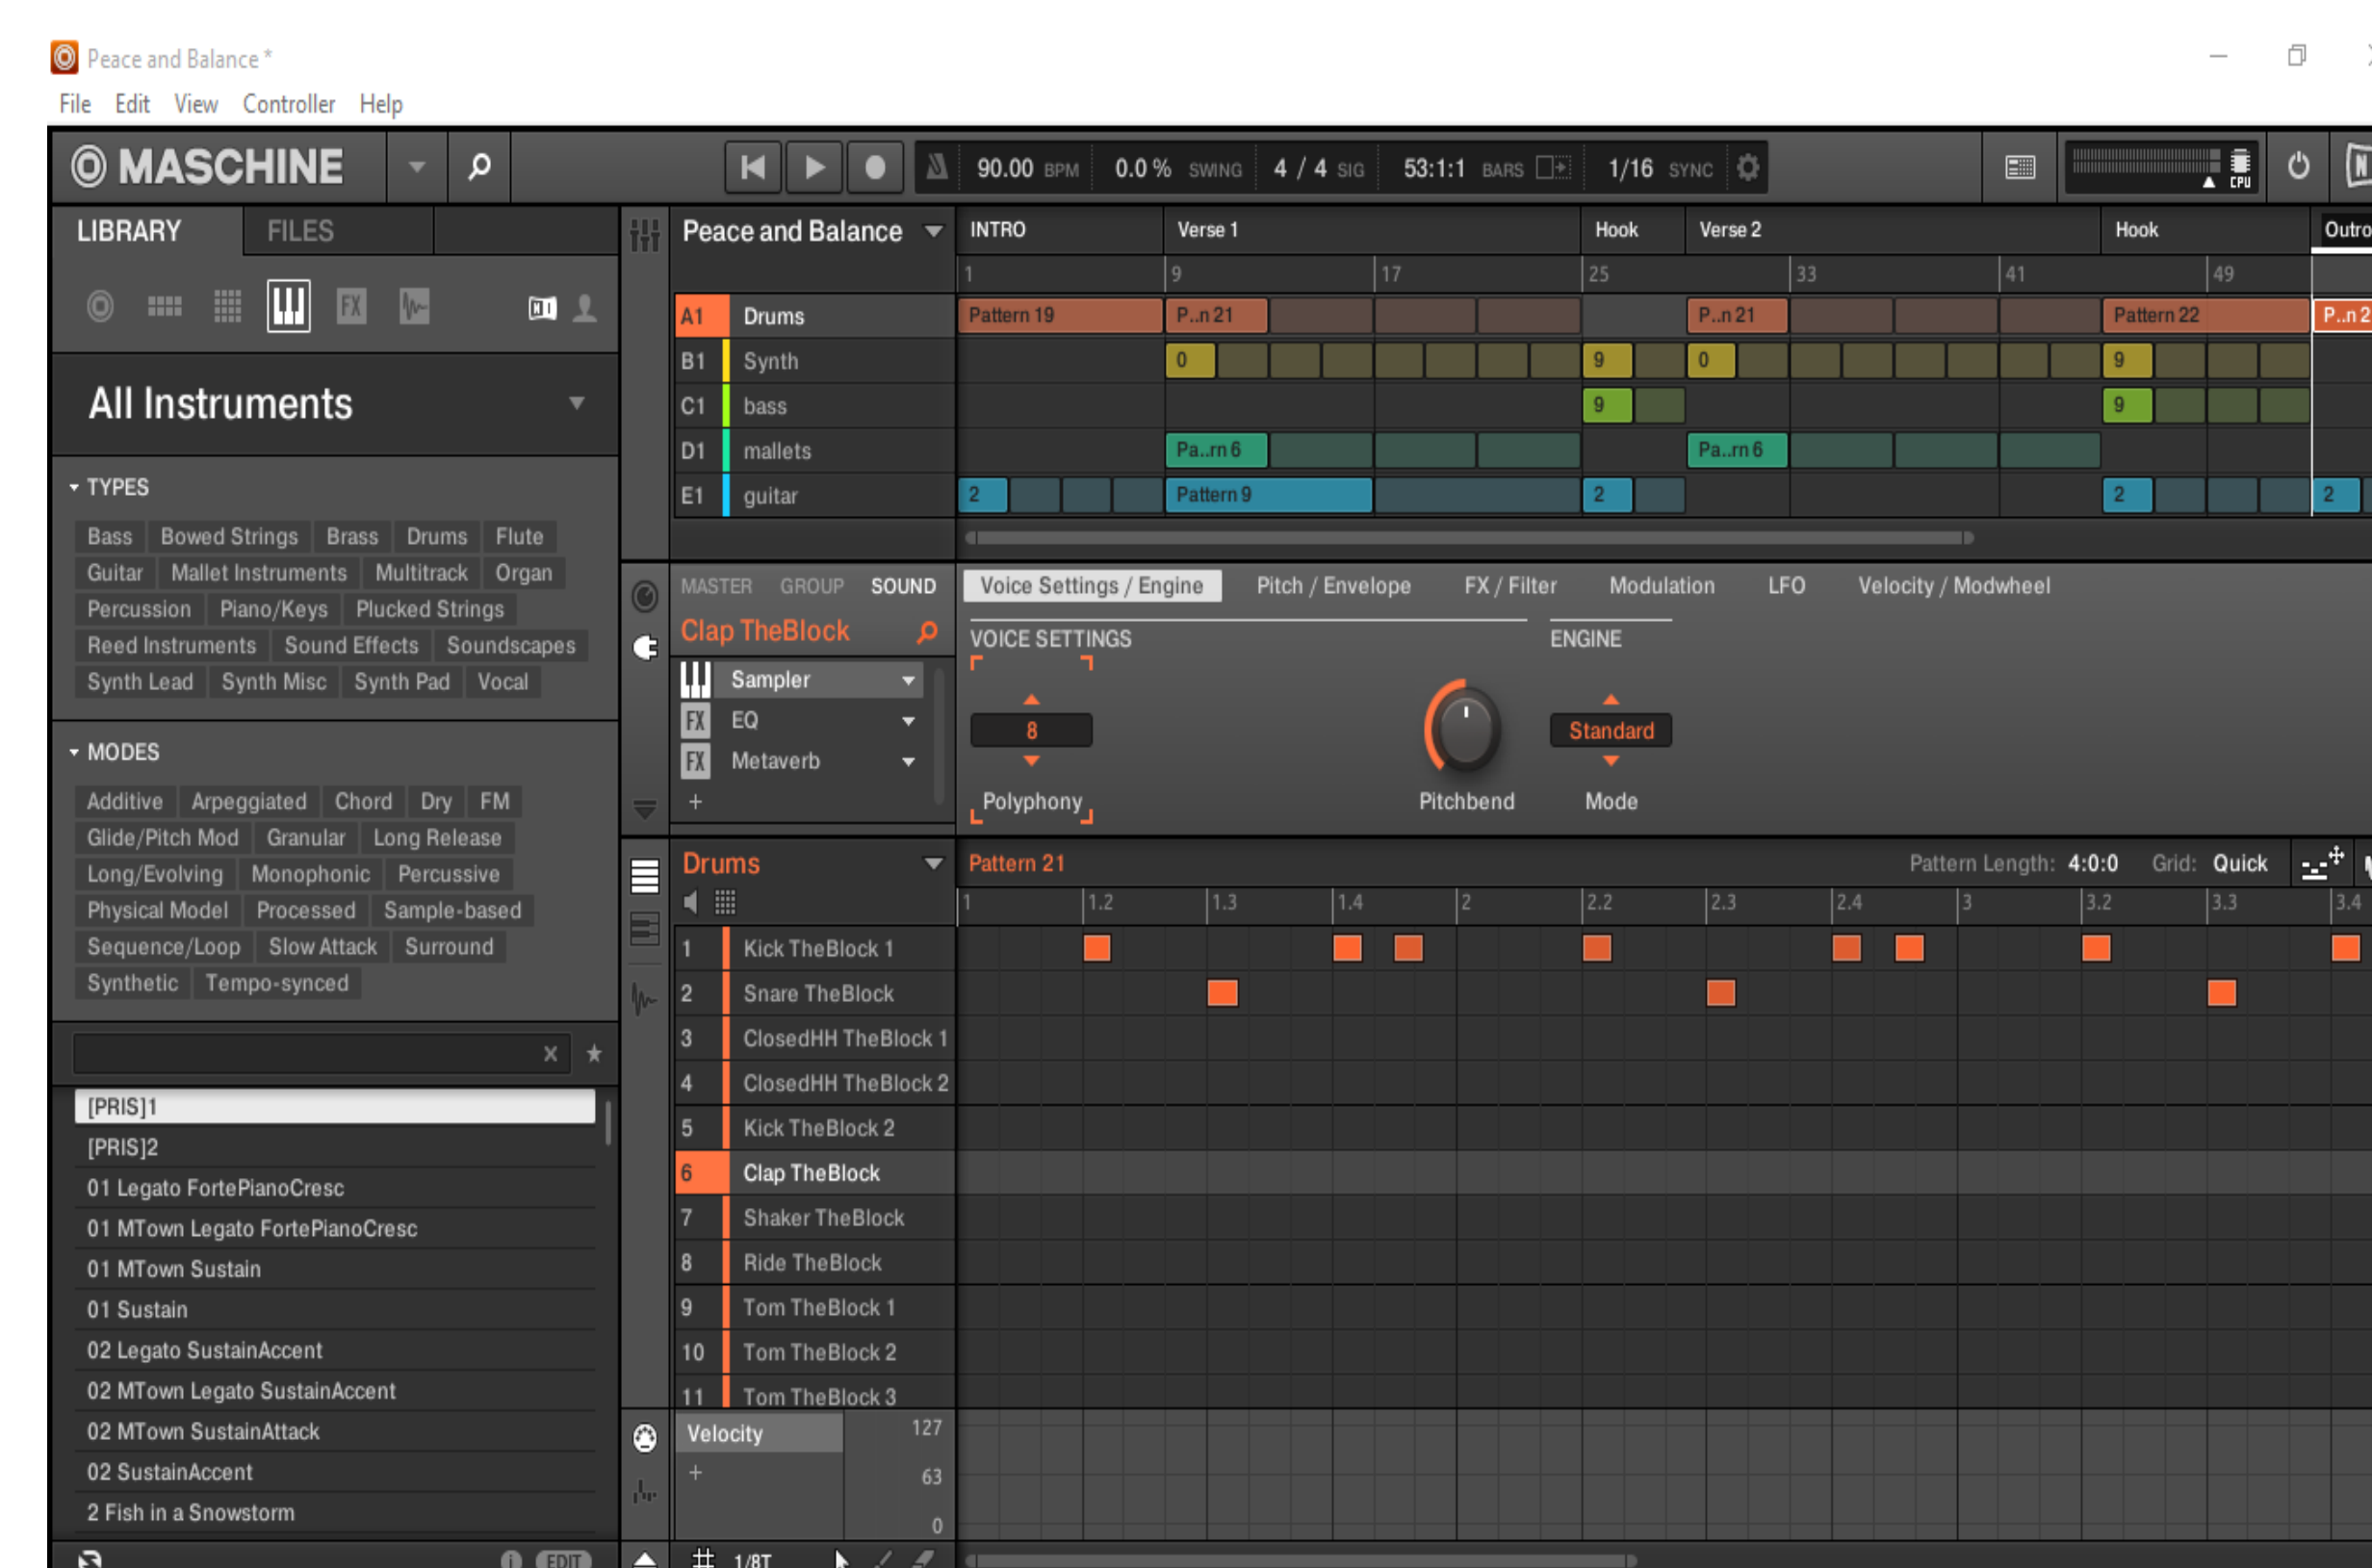 Peace and Balance *
File Edit View Controller Help
MASCHINE
90.00 BPM 0.0 % SWING 4 / 4 SIG 53:1:1 BARS 1/16 SYNC
CPU
LIBRARY FILES
FX
NI
All Instruments
TYPES
Bass Bowed Strings Brass Drums Flute
Guitar Mallet Instruments Multitrack Organ
Percussion Piano/Keys Plucked Strings
Reed Instruments Sound Effects Soundscapes
Synth Lead Synth Misc Synth Pad Vocal
MODES
Additive Arpeggiated Chord Dry FM
Glide/Pitch Mod Granular Long Release
Long/Evolving Monophonic Percussive
Physical Model Processed Sample-based
Sequence/Loop Slow Attack Surround
Synthetic Tempo-synced
[PRIS]1
[PRIS]2
01 Legato FortePianoCresc
01 MTown Legato FortePianoCresc
01 MTown Sustain
01 Sustain
02 Legato SustainAccent
02 MTown Legato SustainAccent
02 MTown SustainAttack
02 SustainAccent
2 Fish in a Snowstorm
EDIT
Peace and Balance INTRO Verse 1 Hook Verse 2 Hook Outro
1 9 17 25 33 41 49
A1 Drums Pattern 19 P..n 21 P..n 21 Pattern 22 P..n 2
B1 Synth 0 9 0 9
C1 bass 9 9
D1 mallets Pa..rn 6 Pa..rn 6
E1 guitar 2 Pattern 9 2 2 2
MASTER GROUP SOUND
Clap TheBlock
Sampler
FX EQ
FX Metaverb
+
Voice Settings / Engine Pitch / Envelope FX / Filter Modulation LFO Velocity / Modwheel
VOICE SETTINGS ENGINE
8 Standard
Polyphony Pitchbend Mode
Drums Pattern 21 Pattern Length: 4:0:0 Grid: Quick
1 1.2 1.3 1.4 2 2.2 2.3 2.4 3 3.2 3.3 3.4
1 Kick TheBlock 1
2 Snare TheBlock
3 ClosedHH TheBlock 1
4 ClosedHH TheBlock 2
5 Kick TheBlock 2
6 Clap TheBlock
7 Shaker TheBlock
8 Ride TheBlock
9 Tom TheBlock 1
10 Tom TheBlock 2
11 Tom TheBlock 3
Velocity 127
+ 63
0
1/8T